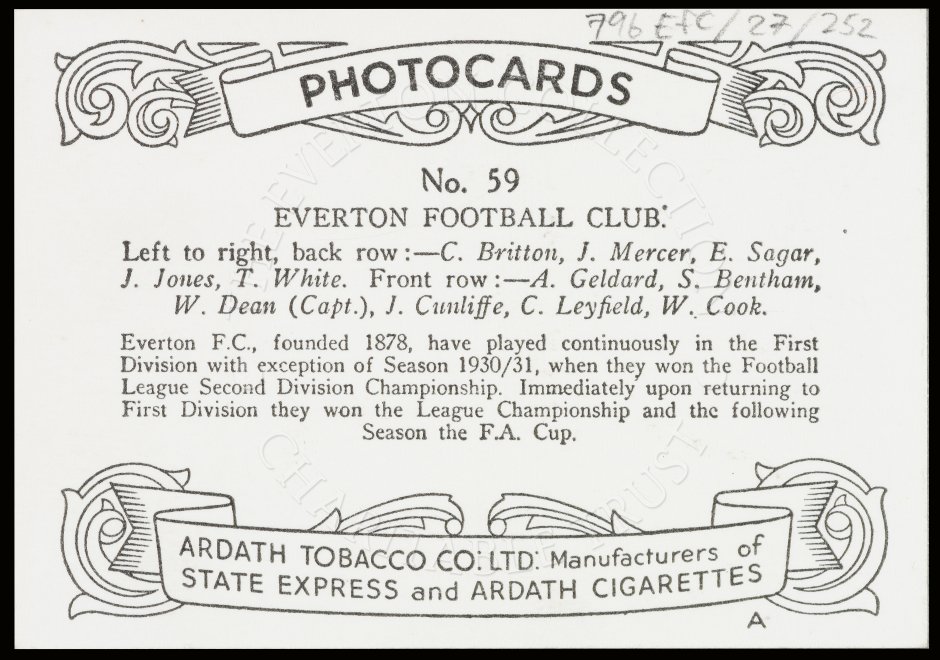 796 EFC/27/252
PHOTOCARDS
No. 59
EVERTON FOOTBALL CLUB.
Left to right, back row :—C. Britton, J. Mercer, E. Sagar,
J. Jones, T. White. Front row :—A. Geldard, S. Bentham,
W. Dean (Capt.), J. Cunliffe, C. Leyfield, W. Cook.
Everton F.C., founded 1878, have played continuously in the First
Division with exception of Season 1930/31, when they won the Football
League Second Division Championship. Immediately upon returning to
First Division they won the League Championship and the following
Season the F.A. Cup.
ARDATH TOBACCO CO. LTD. Manufacturers of
STATE EXPRESS and ARDATH CIGARETTES
A
EVERTON COLLECTION
CHARITABLE TRUST